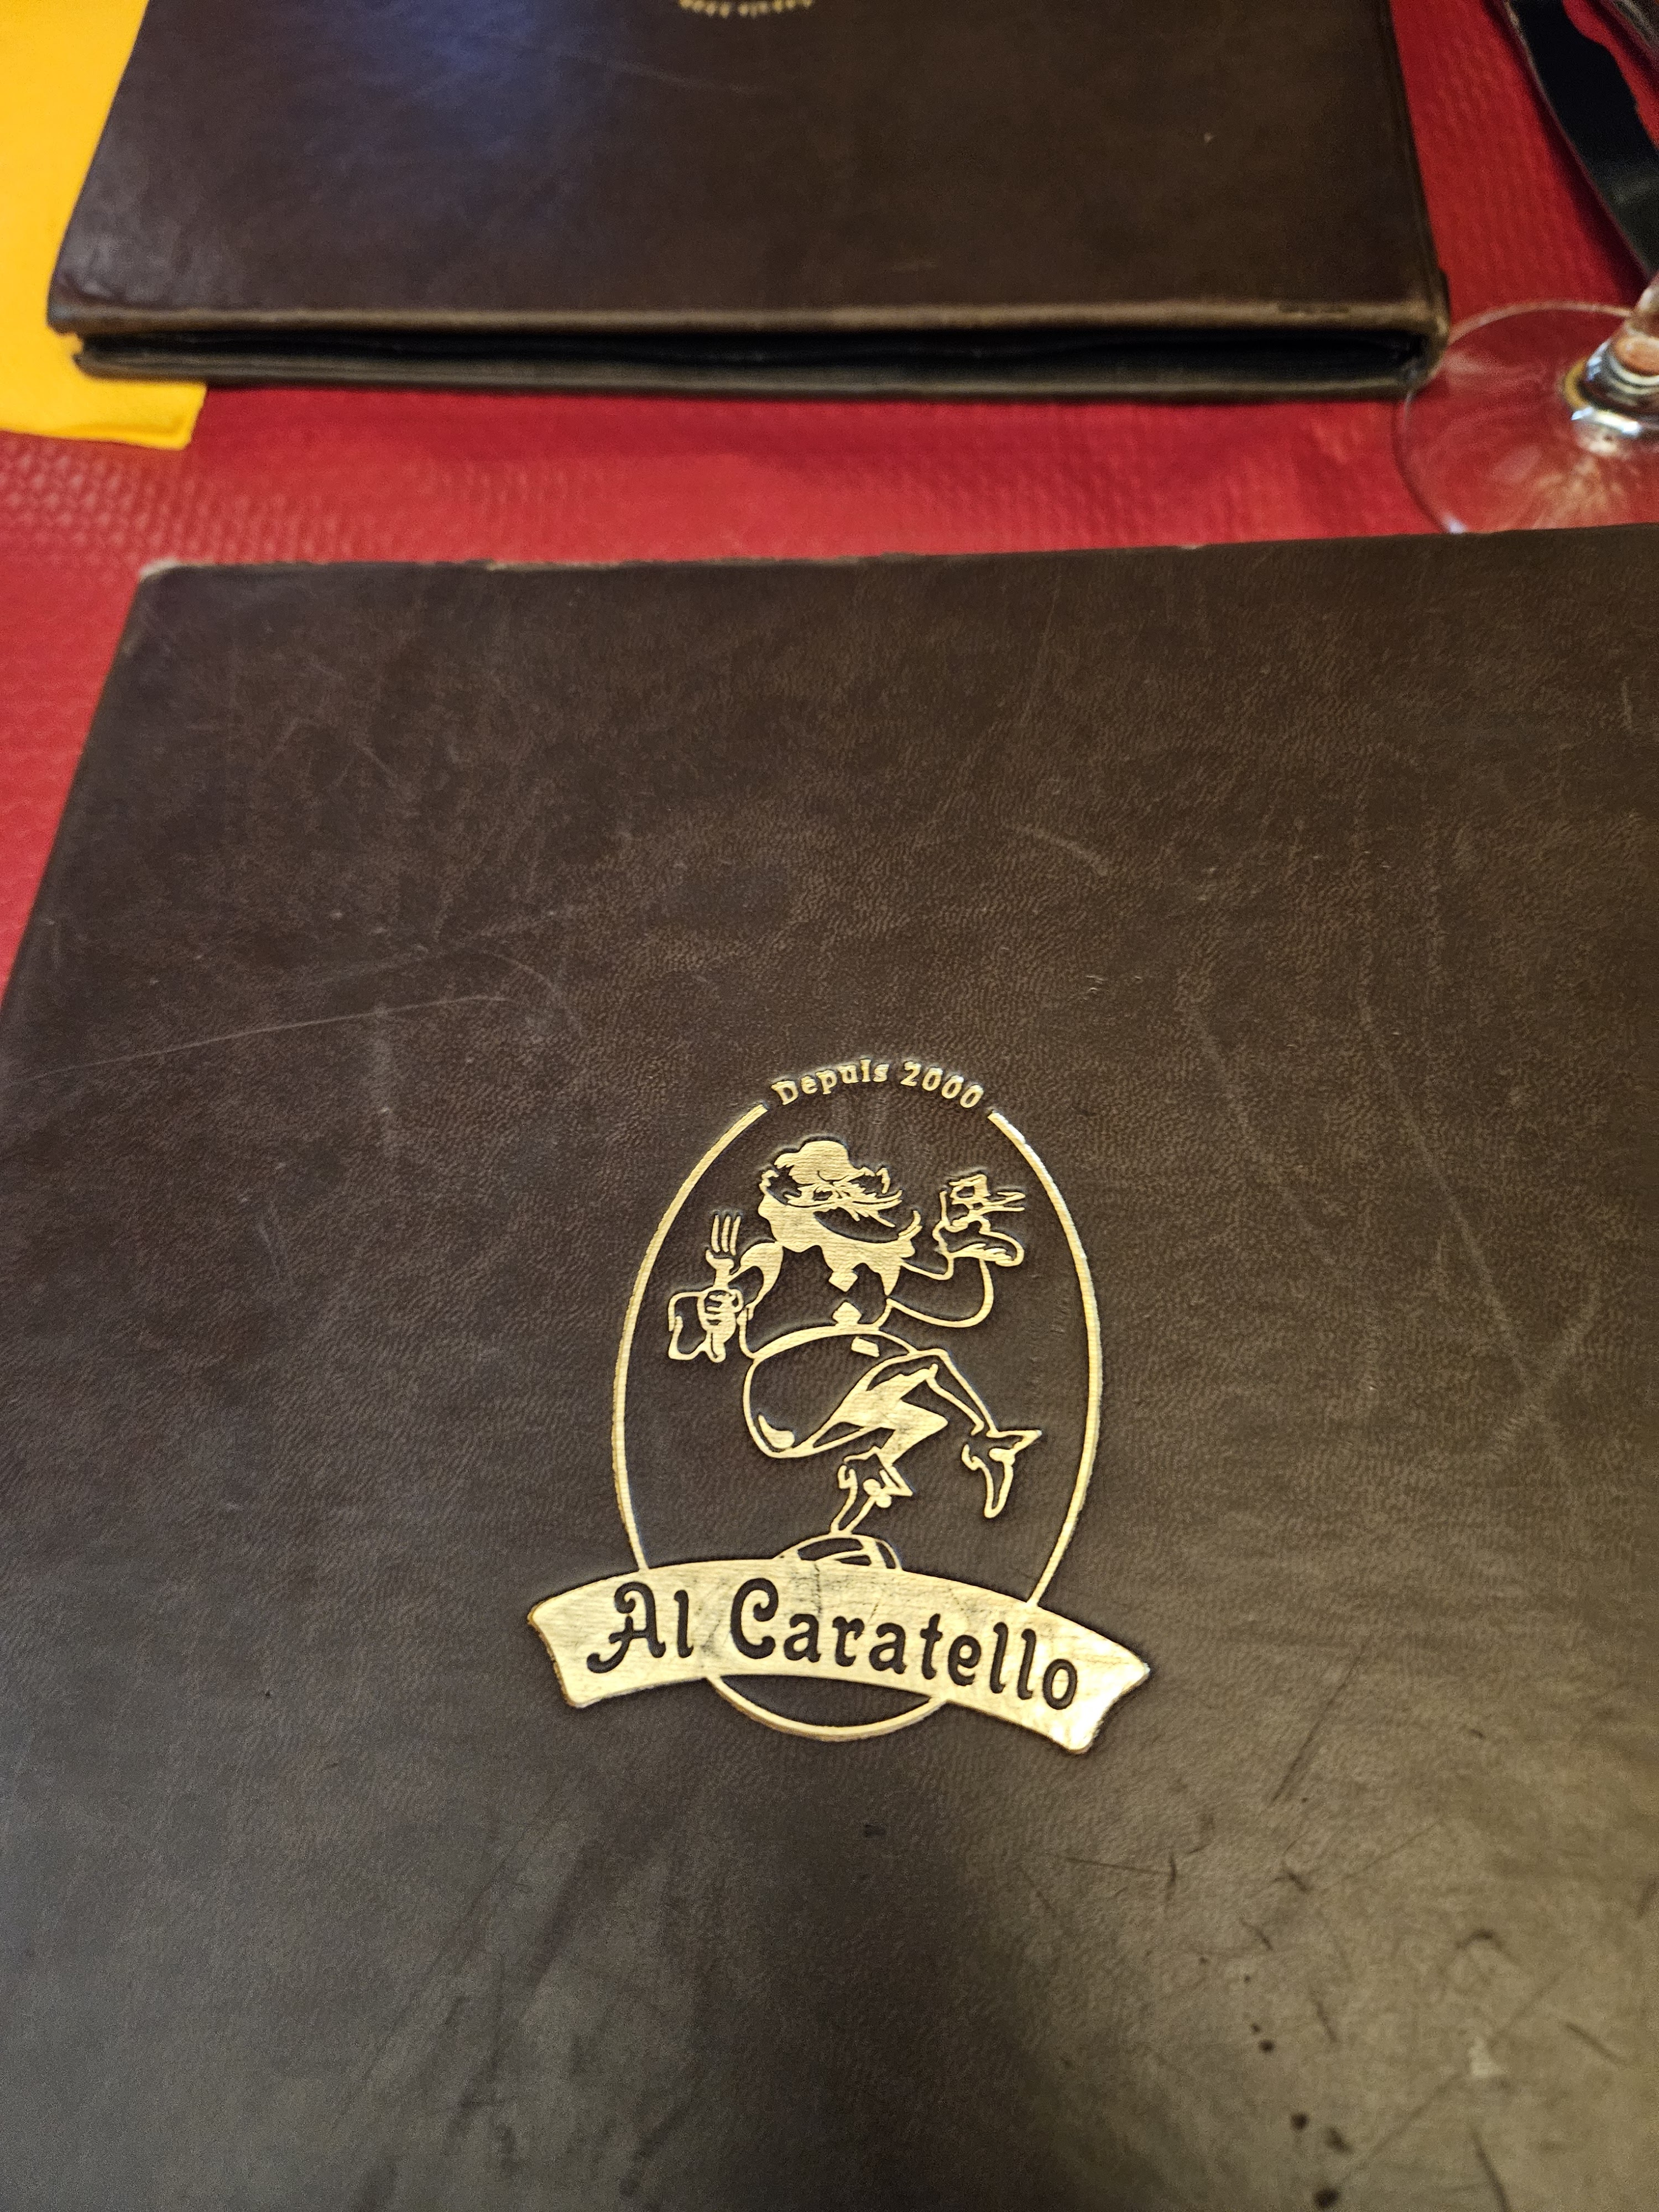 Depuis 2000
Al Caratello